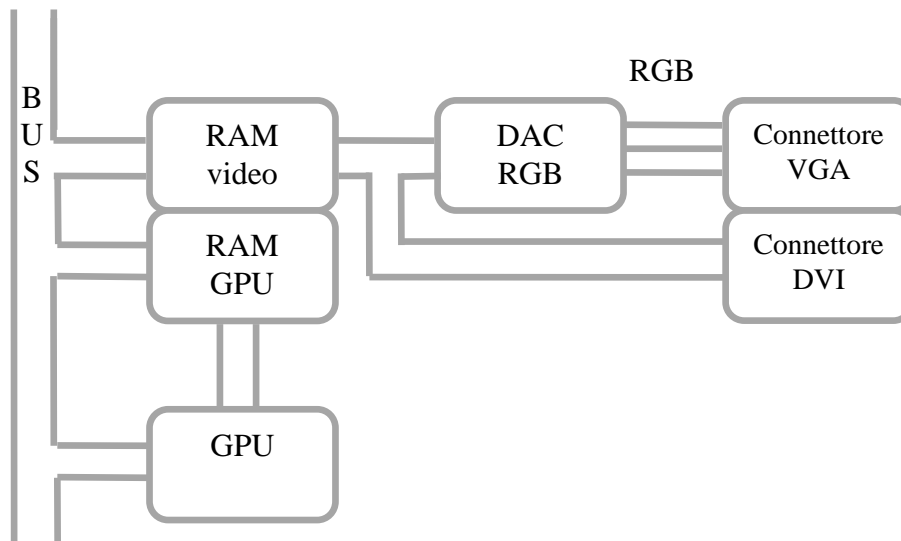 RGB
B
U
S
RAM
video
DAC
RGB
Connettore
VGA
RAM
GPU
Connettore
DVI
GPU